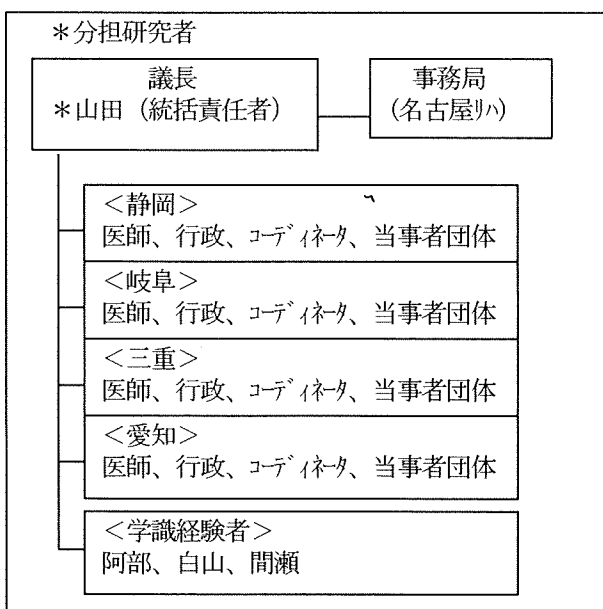 ＊分担研究者
議長
＊山田（統括責任者）
事務局
（名古屋ﾘﾊ）
＜静岡＞
医師、行政、ｺｰﾃﾞｨﾈｰﾀ、当事者団体
＜岐阜＞
医師、行政、ｺｰﾃﾞｨﾈｰﾀ、当事者団体
＜三重＞
医師、行政、ｺｰﾃﾞｨﾈｰﾀ、当事者団体
＜愛知＞
医師、行政、ｺｰﾃﾞｨﾈｰﾀ、当事者団体
＜学識経験者＞
阿部、白山、間瀬